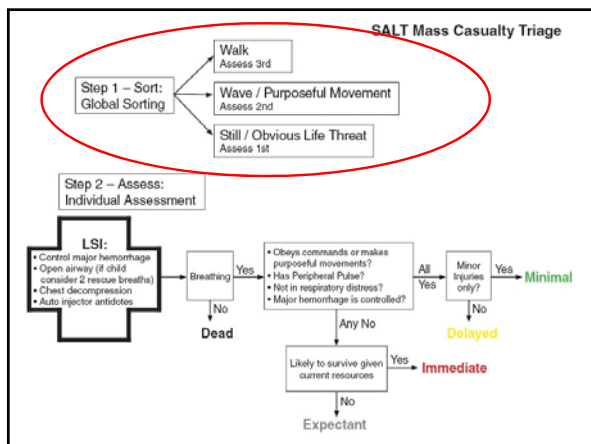 SALT Mass Casualty Triage
Walk
Assess 3rd
Step 1 – Sort:
Global Sorting
Wave / Purposeful Movement
Assess 2nd
Still / Obvious Life Threat
Assess 1st
Step 2 – Assess:
Individual Assessment
LSI:
• Control major hemorrhage
• Open airway (if child
consider 2 rescue breaths)
• Chest decompression
• Auto injector antidotes
Breathing
Yes
No
Dead
• Obeys commands or makes
purposeful movements?
• Has Peripheral Pulse?
• Not in respiratory distress?
• Major hemorrhage is controlled?
All
Yes
Minor
Injuries
only?
Yes
Minimal
No
Delayed
Any No
Likely to survive given
current resources
Yes
Immediate
No
Expectant